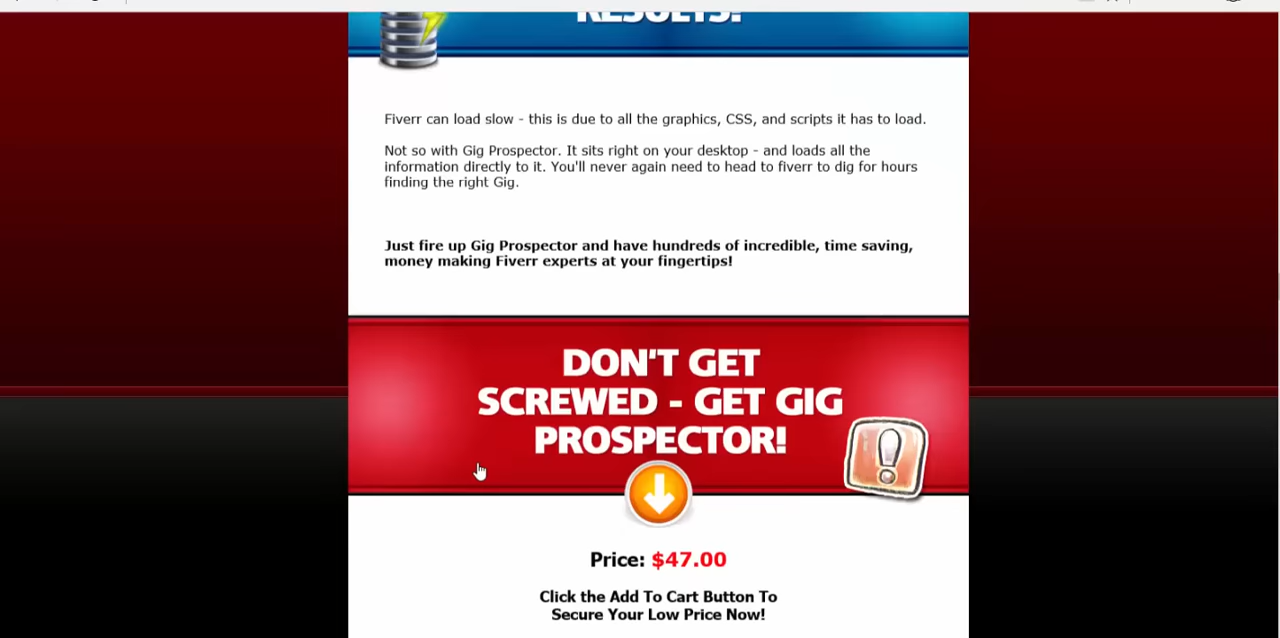 RESULTS!
Fiverr can load slow - this is due to all the graphics, CSS, and scripts it has to load.
Not so with Gig Prospector. It sits right on your desktop - and loads all the
information directly to it. You'll never again need to head to fiverr to dig for hours
finding the right Gig.
Just fire up Gig Prospector and have hundreds of incredible, time saving,
money making Fiverr experts at your fingertips!
DON'T GET
SCREWED - GET GIG
PROSPECTOR!
Price: $47.00
Click the Add To Cart Button To
Secure Your Low Price Now!